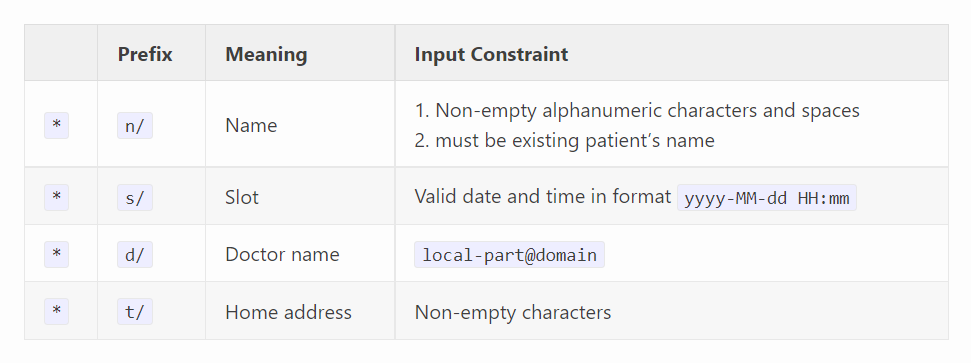 Prefix Meaning Input Constraint
* n/ Name 1. Non-empty alphanumeric characters and spaces
2. must be existing patient’s name
* s/ Slot Valid date and time in format yyyy-MM-dd HH:mm
* d/ Doctor name local-part@domain
* t/ Home address Non-empty characters